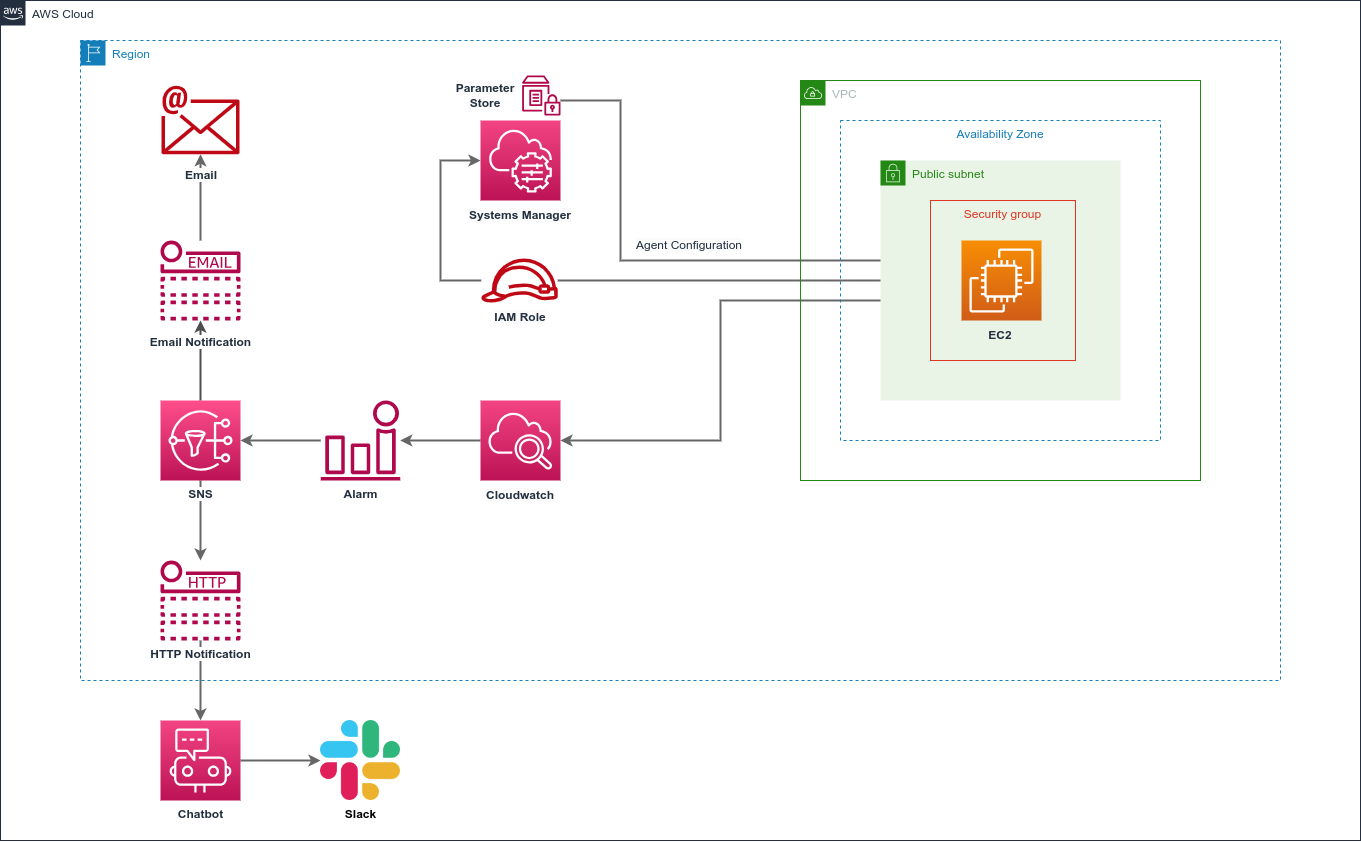 aws
AWS Cloud
Region
@
Email
EMAIL
Email Notification
SNS
HTTP
HTTP Notification
Chatbot
Slack
Alarm
Cloudwatch
Parameter
Store
Systems Manager
IAM Role
Agent Configuration
VPC
Availability Zone
Public subnet
Security group
EC2